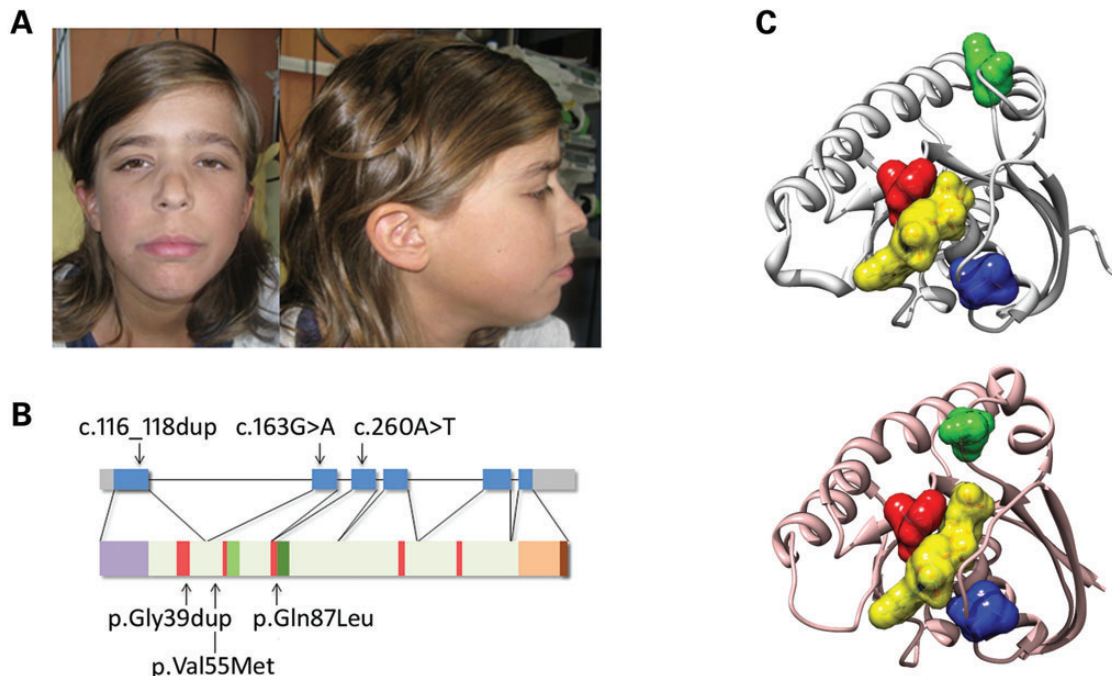 A
C
B
c.116_118dup c.163G>A c.260A>T
p.Gly39dup p.Gln87Leu
p.Val55Met